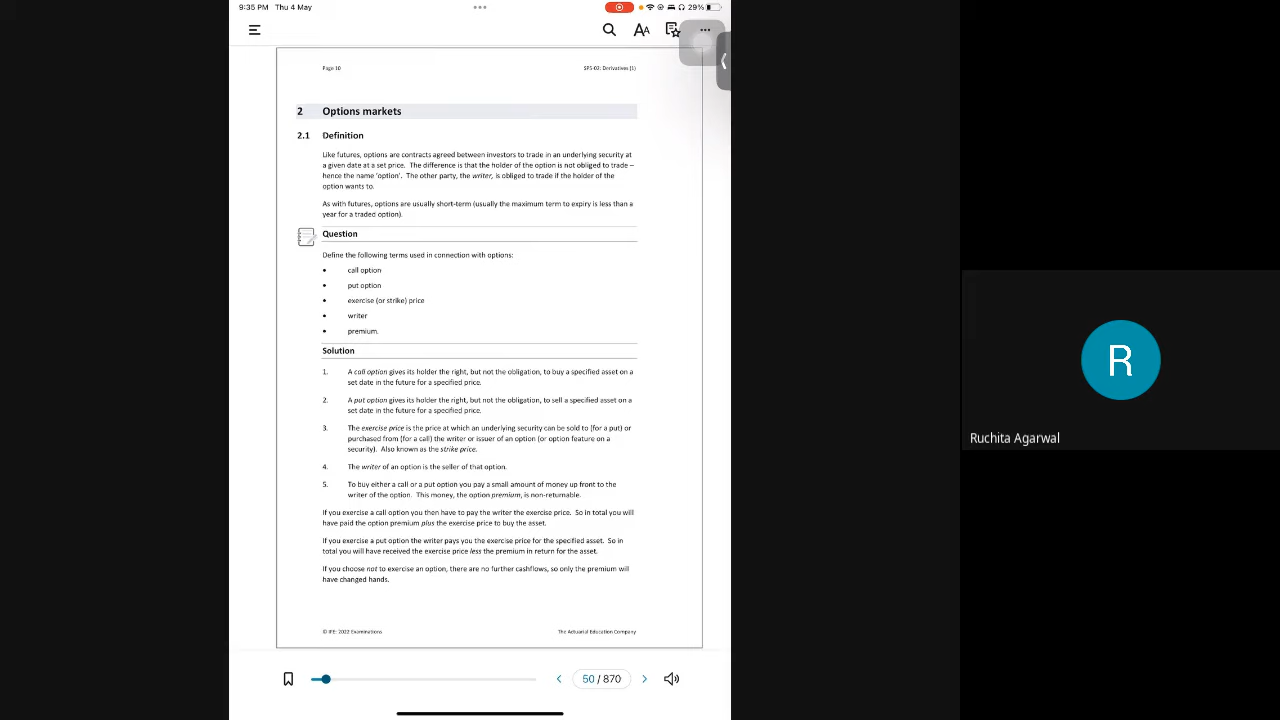 9:35 PM Thu 4 May
29%
AA
Page 10 SP5-02: Derivatives (1)
2 Options markets
2.1 Definition
Like futures, options are contracts agreed between investors to trade in an underlying security at
a given date at a set price. The difference is that the holder of the option is not obliged to trade –
hence the name 'option'. The other party, the writer, is obliged to trade if the holder of the
option wants to.
As with futures, options are usually short-term (usually the maximum term to expiry is less than a
year for a traded option).
Question
Define the following terms used in connection with options:
• call option
• put option
• exercise (or strike) price
• writer
• premium.
Solution
1. A call option gives its holder the right, but not the obligation, to buy a specified asset on a
set date in the future for a specified price.
2. A put option gives its holder the right, but not the obligation, to sell a specified asset on a
set date in the future for a specified price.
3. The exercise price is the price at which an underlying security can be sold to (for a put) or
purchased from (for a call) the writer or issuer of an option (or option feature on a
security). Also known as the strike price.
4. The writer of an option is the seller of that option.
5. To buy either a call or a put option you pay a small amount of money up front to the
writer of the option. This money, the option premium, is non-returnable.
If you exercise a call option you then have to pay the writer the exercise price. So in total you will
have paid the option premium plus the exercise price to buy the asset.
If you exercise a put option the writer pays you the exercise price for the specified asset. So in
total you will have received the exercise price less the premium in return for the asset.
If you choose not to exercise an option, there are no further cashflows, so only the premium will
have changed hands.
© IFE: 2022 Examinations The Actuarial Education Company
50 / 870
R
Ruchita Agarwal